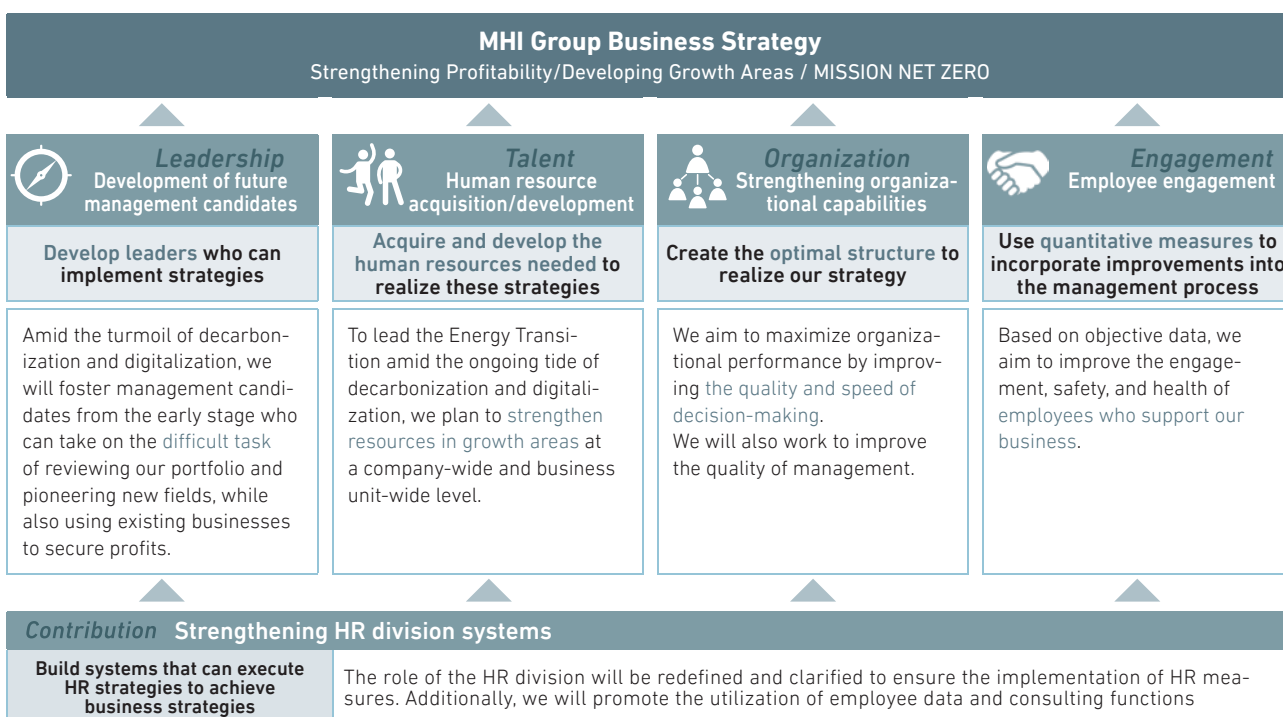 MHI Group Business Strategy
Strengthening Profitability/Developing Growth Areas / MISSION NET ZERO
Leadership
Development of future
management candidates
Develop leaders who can
implement strategies
Amid the turmoil of decarbon-
ization and digitalization, we
will foster management candi-
dates from the early stage who
can take on the difficult task
of reviewing our portfolio and
pioneering new fields, while
also using existing businesses
to secure profits.
Talent
Human resource
acquisition/development
Acquire and develop the
human resources needed to
realize these strategies
To lead the Energy Transi-
tion amid the ongoing tide of
decarbonization and digitali-
zation, we plan to strengthen
resources in growth areas at
a company-wide and business
unit-wide level.
Organization
Strengthening organiza-
tional capabilities
Create the optimal structure to
realize our strategy
We aim to maximize organiza-
tional performance by improv-
ing the quality and speed of
decision-making.
We will also work to improve
the quality of management.
Engagement
Employee engagement
Use quantitative measures to
incorporate improvements into
the management process
Based on objective data, we
aim to improve the engage-
ment, safety, and health of
employees who support our
business.
Contribution Strengthening HR division systems
Build systems that can execute
HR strategies to achieve
business strategies
The role of the HR division will be redefined and clarified to ensure the implementation of HR mea-
sures. Additionally, we will promote the utilization of employee data and consulting functions